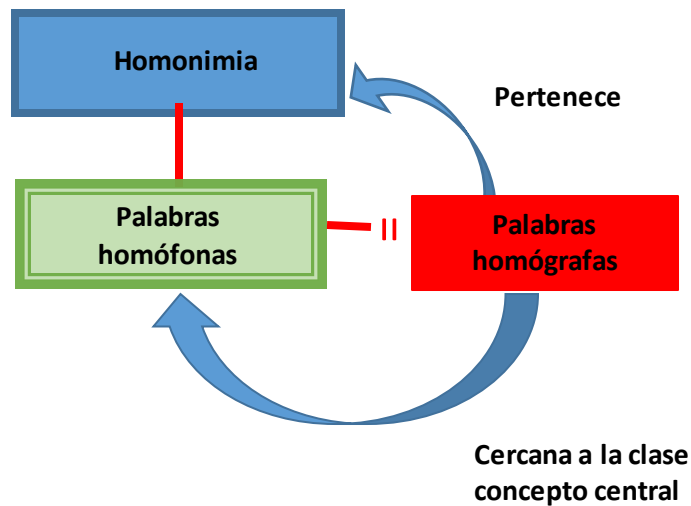 Homonimia
Pertenece
Palabras
homófonas
Palabras
homógrafas
Cercana a la clase
concepto central